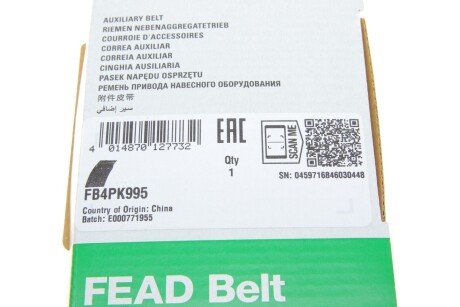 AUXILIARY BELT
RIEMEN NEBENAGGREGATETRIEB
COURROIE D'ACCESSOIRES
CORREA AUXILIAR
CORREIA AUXILIAR
CINGHIA AUSILIARIA
PASEK NAPĘDU OSPRZĘTU
РЕМЕНЬ ПРИВОДА НАВЕСНОГО ОБОРУДОВАНИЯ
附件皮带
سير إضافي
4 014870 127732
EAC
Qty
1
SCAN ME
SN: 0459716846030448
FB4PK995
Country of Origin: China
Batch: E000771955
FEAD Belt